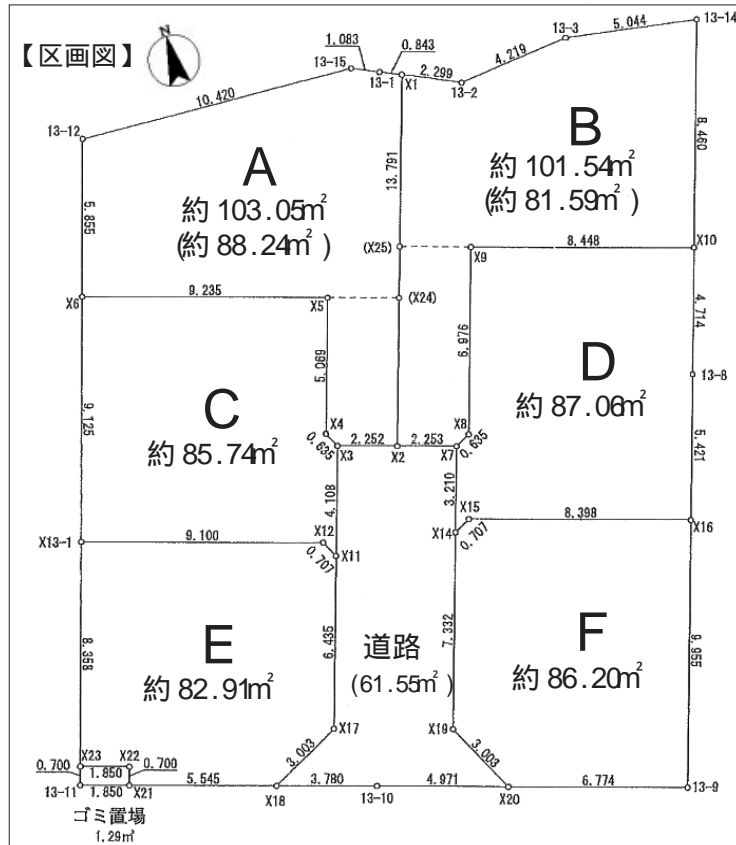 【区画図】
N
13-14
5.044
13-3
4.219
1.083
0.843
13-15
13-1
X1
2.299
13-2
10.420
13-12
8.460
B
約 101.54㎡
(約 81.59㎡)
A
約 103.05㎡
(約 88.24㎡)
13.791
5.855
(X25)
X9
8.448
X10
X6
9.235
X5
(X24)
4.714
6.976
5.069
D
約 87.06㎡
13-8
C
約 85.74㎡
9.125
X4
0.635
X3
2.252
X2
2.253
X7
X8
0.635
5.421
4.108
3.210
X15
8.398
X16
X14
0.707
X13-1
9.100
X12
0.707
X11
E
約 82.91㎡
6.435
道路
(61.55㎡)
7.332
F
約 86.20㎡
9.955
8.358
X17
X19
3.003
3.003
0.700
X23
X22
0.700
1.850
13-11
1.850
X21
5.545
X18
3.780
13-10
4.971
X20
6.774
13-9
ゴミ置場
1.29㎡